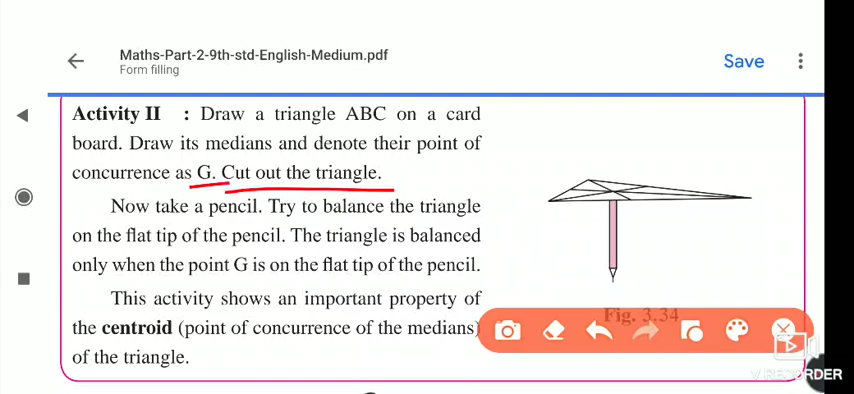 Maths-Part-2-9th-std-English-Medium.pdf
Form filling
Save
Activity II : Draw a triangle ABC on a card
board. Draw its medians and denote their point of
concurrence as G. Cut out the triangle.
Now take a pencil. Try to balance the triangle
on the flat tip of the pencil. The triangle is balanced
only when the point G is on the flat tip of the pencil.
This activity shows an important property of
the centroid (point of concurrence of the medians)
of the triangle.
Fig. 3.34
V RECORDER